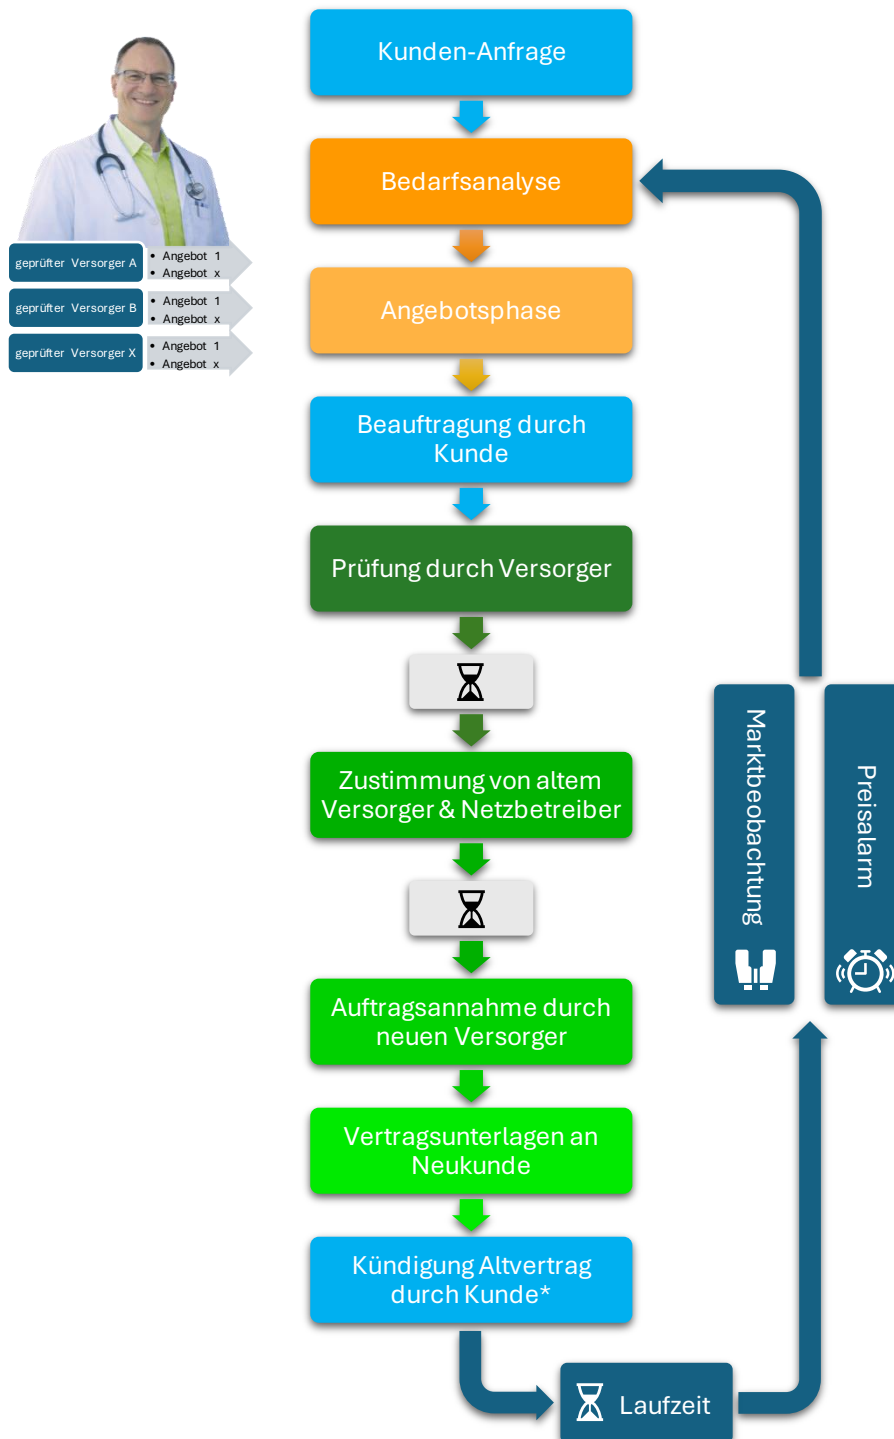 Kunden-Anfrage
Bedarfsanalyse
geprüfter Versorger A
• Angebot 1
• Angebot x
geprüfter Versorger B
• Angebot 1
• Angebot x
geprüfter Versorger X
• Angebot 1
• Angebot x
Angebotsphase
Beauftragung durch
Kunde
Prüfung durch Versorger
Zustimmung von altem
Versorger & Netzbetreiber
Auftragsannahme durch
neuen Versorger
Vertragsunterlagen an
Neukunde
Kündigung Altvertrag
durch Kunde*
Laufzeit
Marktbeobachtung
Preisalarm